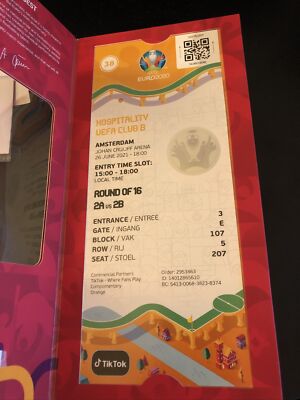 38
EURO2020
HOSPITALITY
UEFA CLUB B
AMSTERDAM
JOHAN CRUIJFF ARENA
26 JUNE 2021 - 18:00
ENTRY TIME SLOT:
15:00 - 18:00
LOCAL TIME
ROUND OF 16
2A vs 2B
ENTRANCE / ENTREE 3
GATE / INGANG E
BLOCK / VAK 107
ROW / RIJ 5
SEAT / STOEL 207
Commercial Partners
TikTok - Where Fans Play
Complimentary
Orange
Order: 2953463
ID: 14012865610
BC: 5413-0068-3823-8374
TikTok